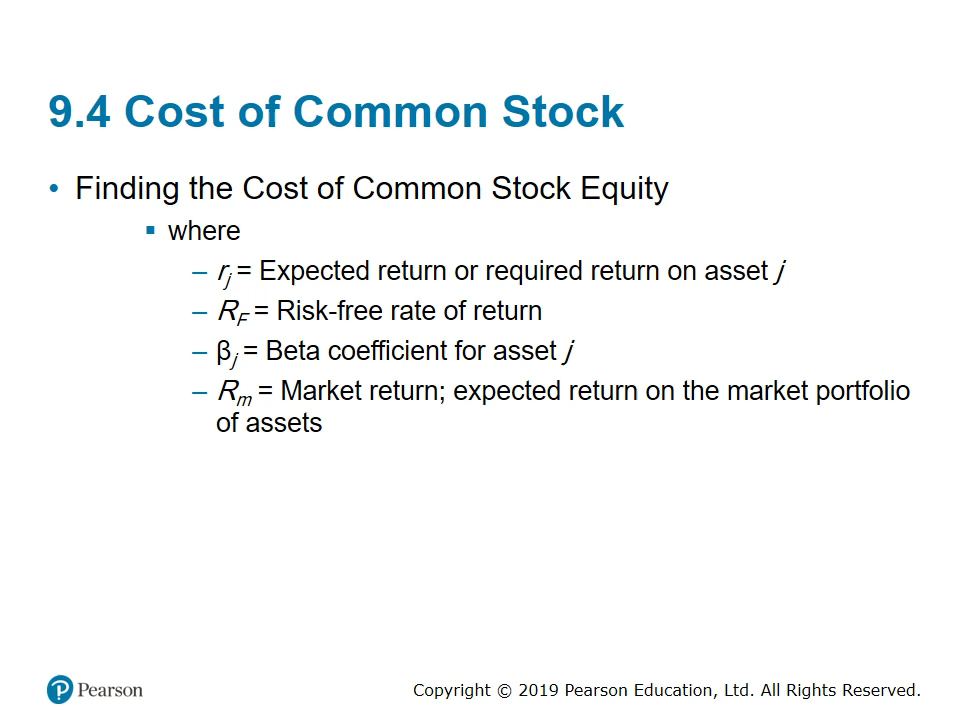 9.4 Cost of Common Stock
• Finding the Cost of Common Stock Equity
▪ where
– rj = Expected return or required return on asset j
– RF = Risk-free rate of return
– βj = Beta coefficient for asset j
– Rm = Market return; expected return on the market portfolio
of assets
Pearson
Copyright © 2019 Pearson Education, Ltd. All Rights Reserved.